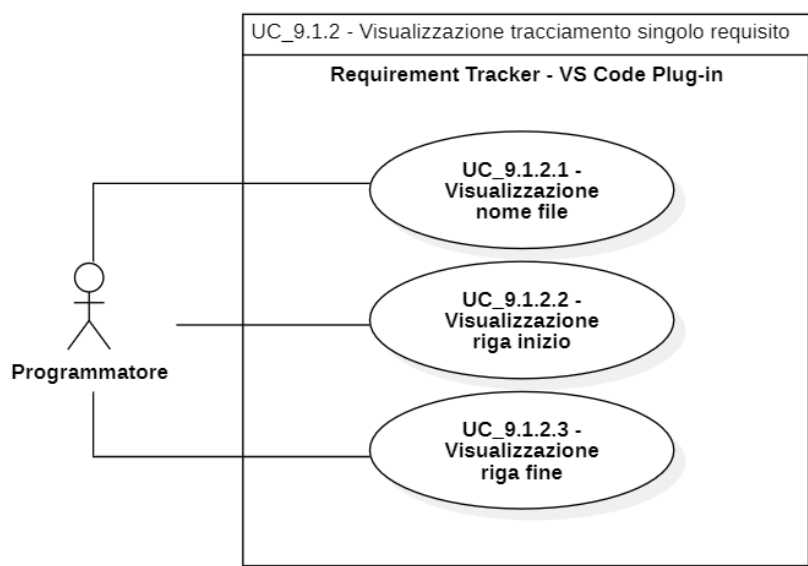 UC_9.1.2 - Visualizzazione tracciamento singolo requisito
Requirement Tracker - VS Code Plug-in
UC_9.1.2.1 -
Visualizzazione
nome file
UC_9.1.2.2 -
Visualizzazione
riga inizio
Programmatore
UC_9.1.2.3 -
Visualizzazione
riga fine